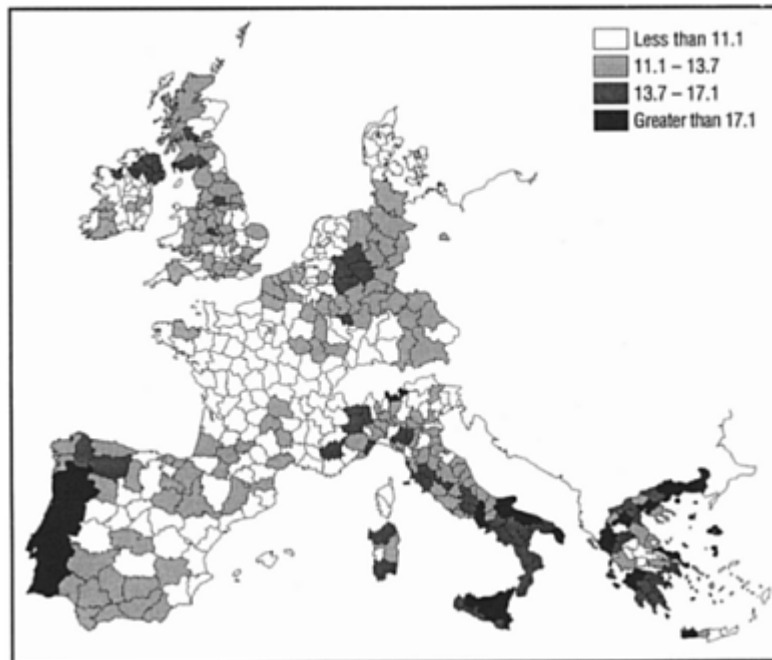 Less than 11.1
11.1 – 13.7
13.7 – 17.1
Greater than 17.1